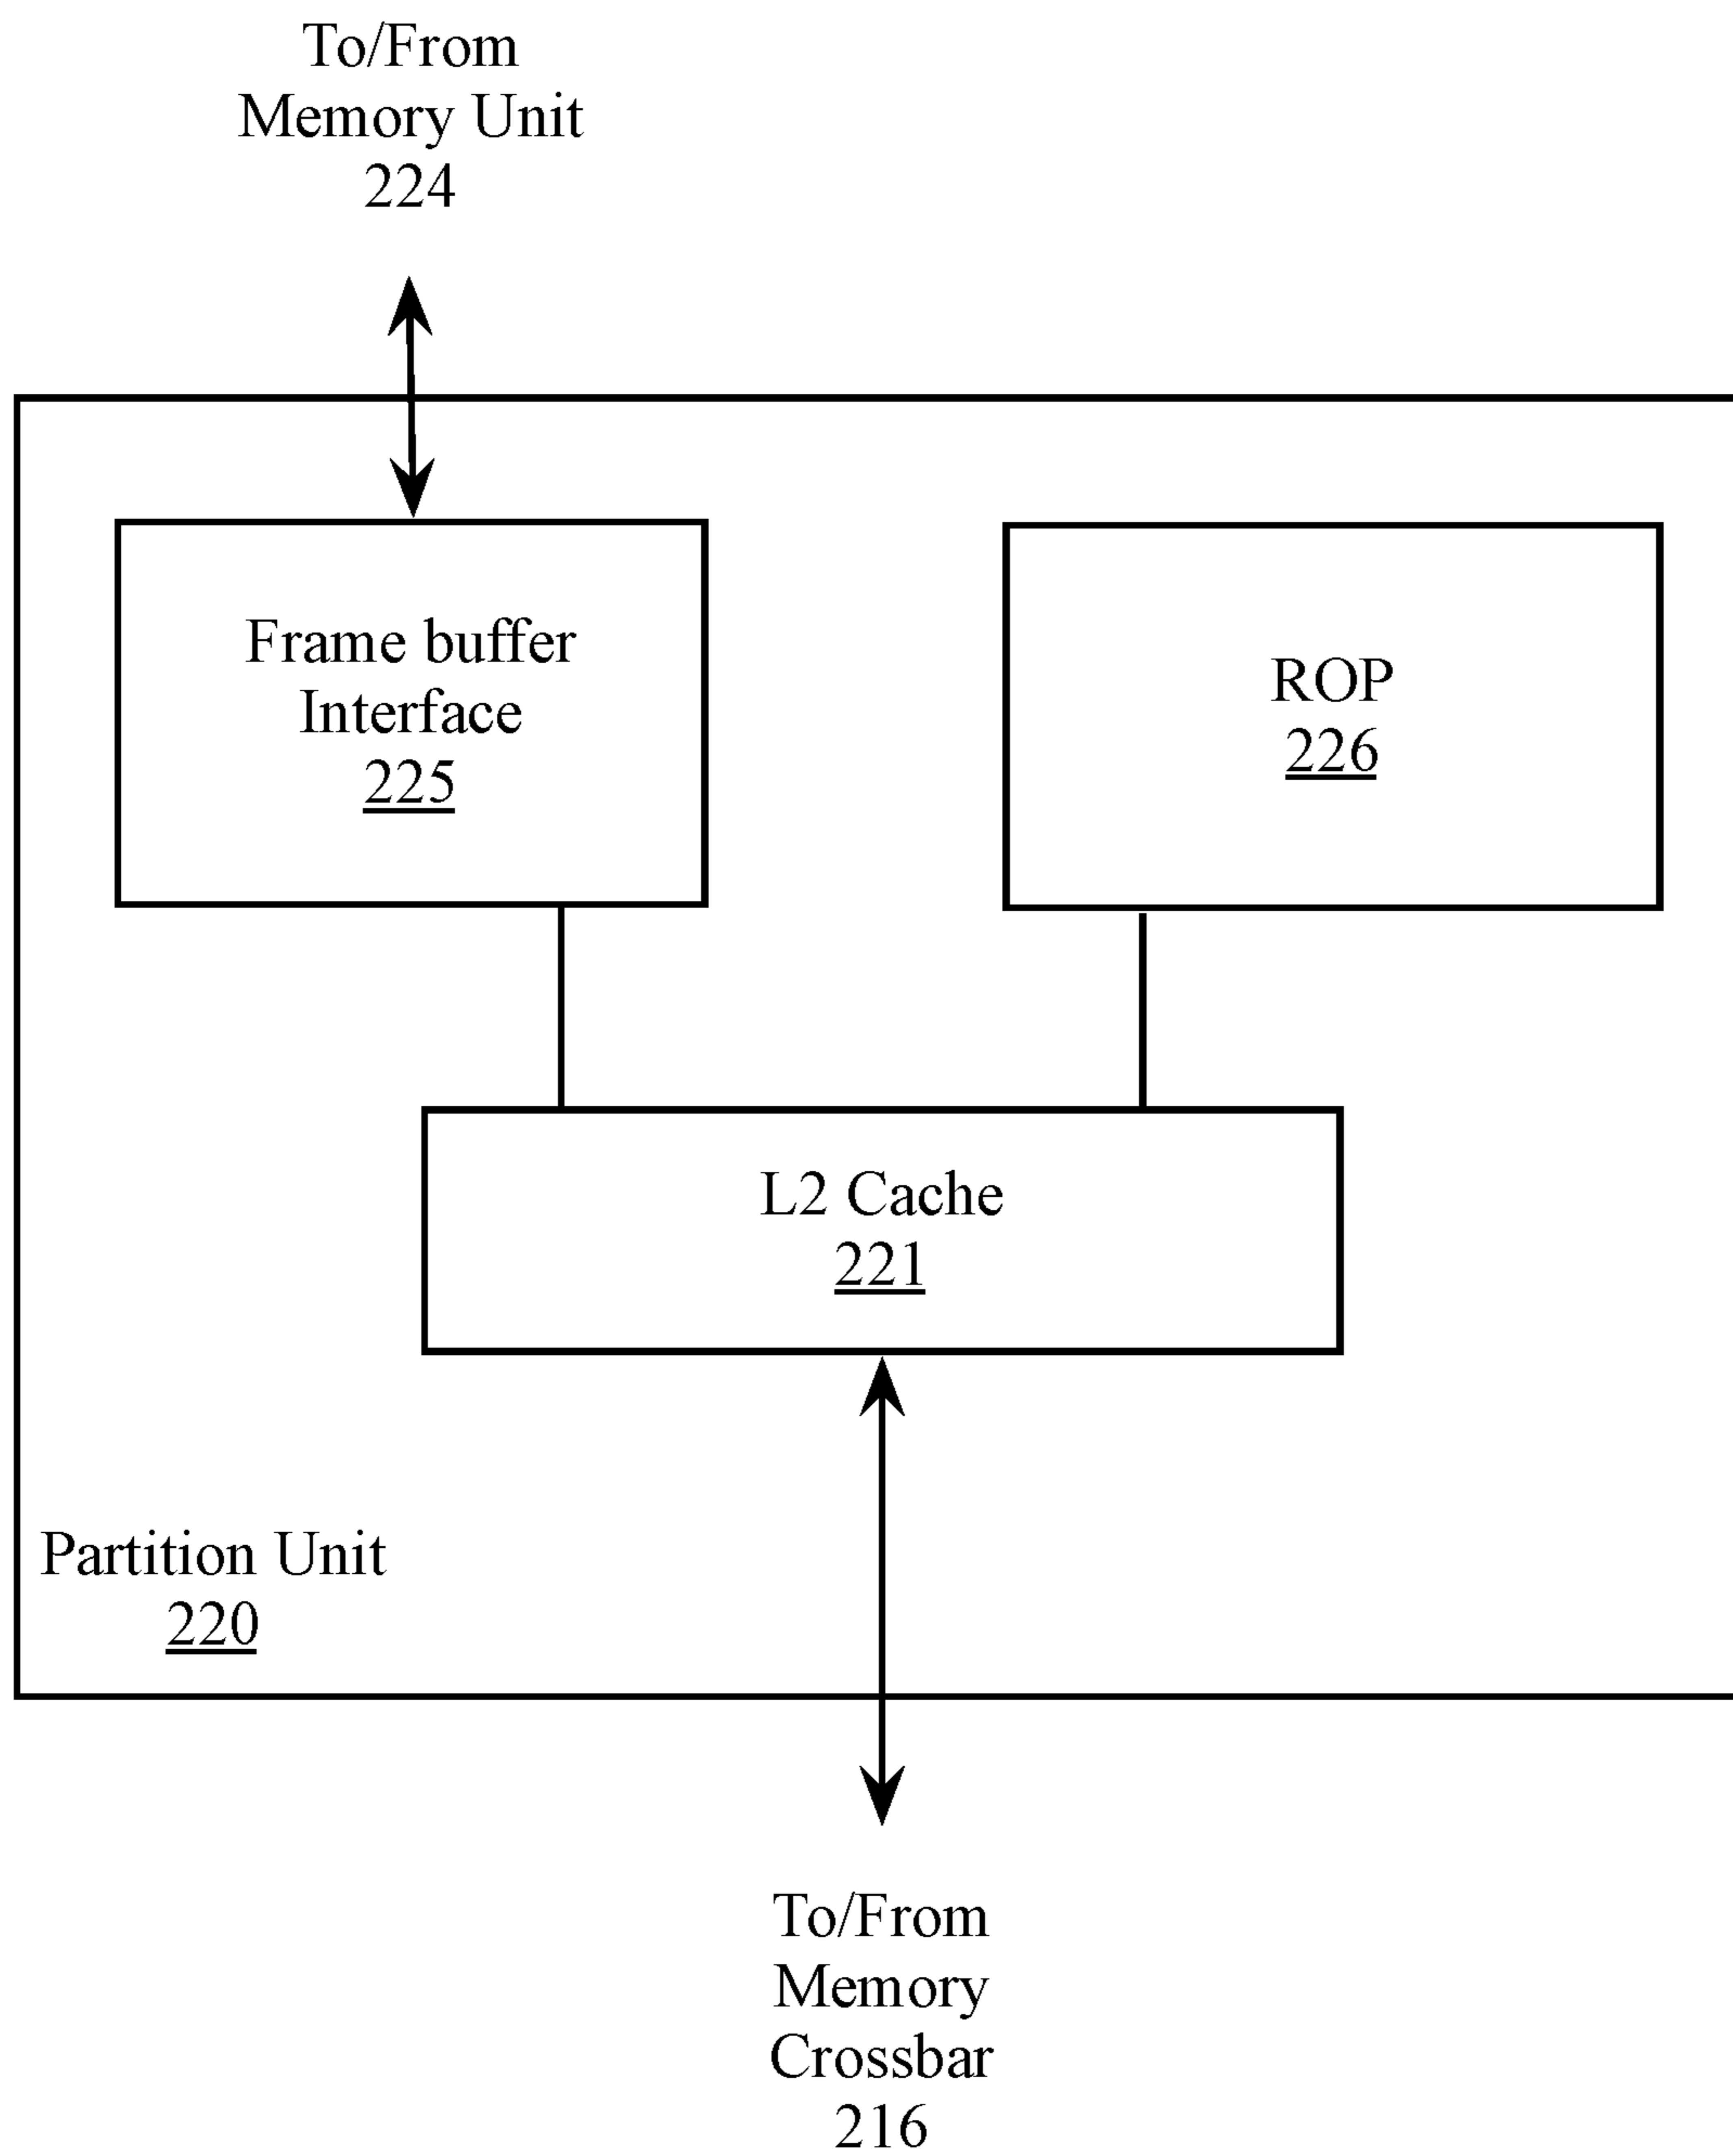 To/From
Memory Unit
224
Frame buffer
Interface
225
ROP
226
L2 Cache
221
Partition Unit
220
To/From
Memory
Crossbar
216